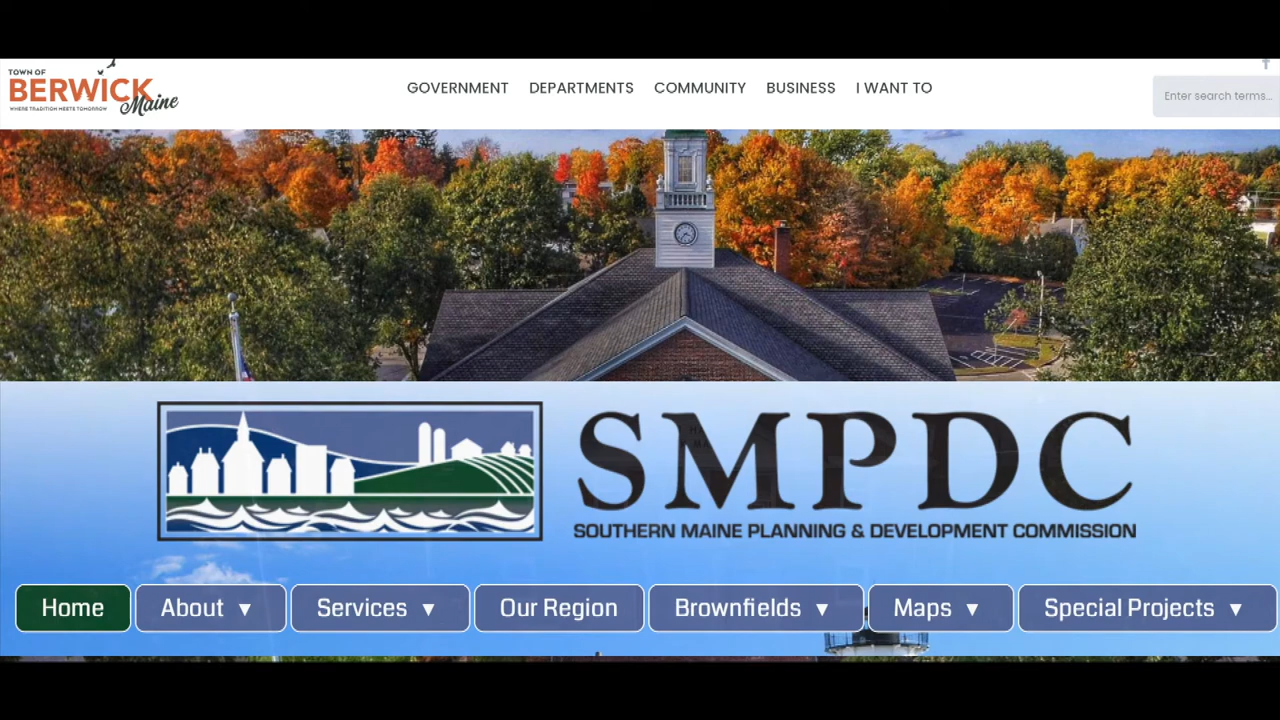 TOWN OF
BERWICK
Maine
WHERE TRADITION MEETS TOMORROW
GOVERNMENT DEPARTMENTS COMMUNITY BUSINESS I WANT TO
Enter search terms...
SMPDC
SOUTHERN MAINE PLANNING & DEVELOPMENT COMMISSION
Home About ▼ Services ▼ Our Region Brownfields ▼ Maps ▼ Special Projects ▼